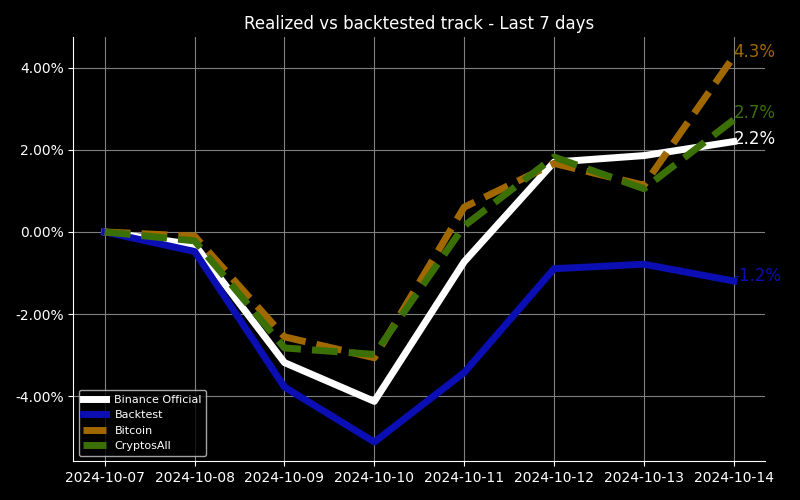 Realized vs backtested track - Last 7 days
4.3%
4.00%
2.7%
2.2%
2.00%
0.00%
-1.2%
-2.00%
-4.00%
Binance Official
Backtest
Bitcoin
CryptosAll
2024-10-07 2024-10-08 2024-10-09 2024-10-10 2024-10-11 2024-10-12 2024-10-13 2024-10-14